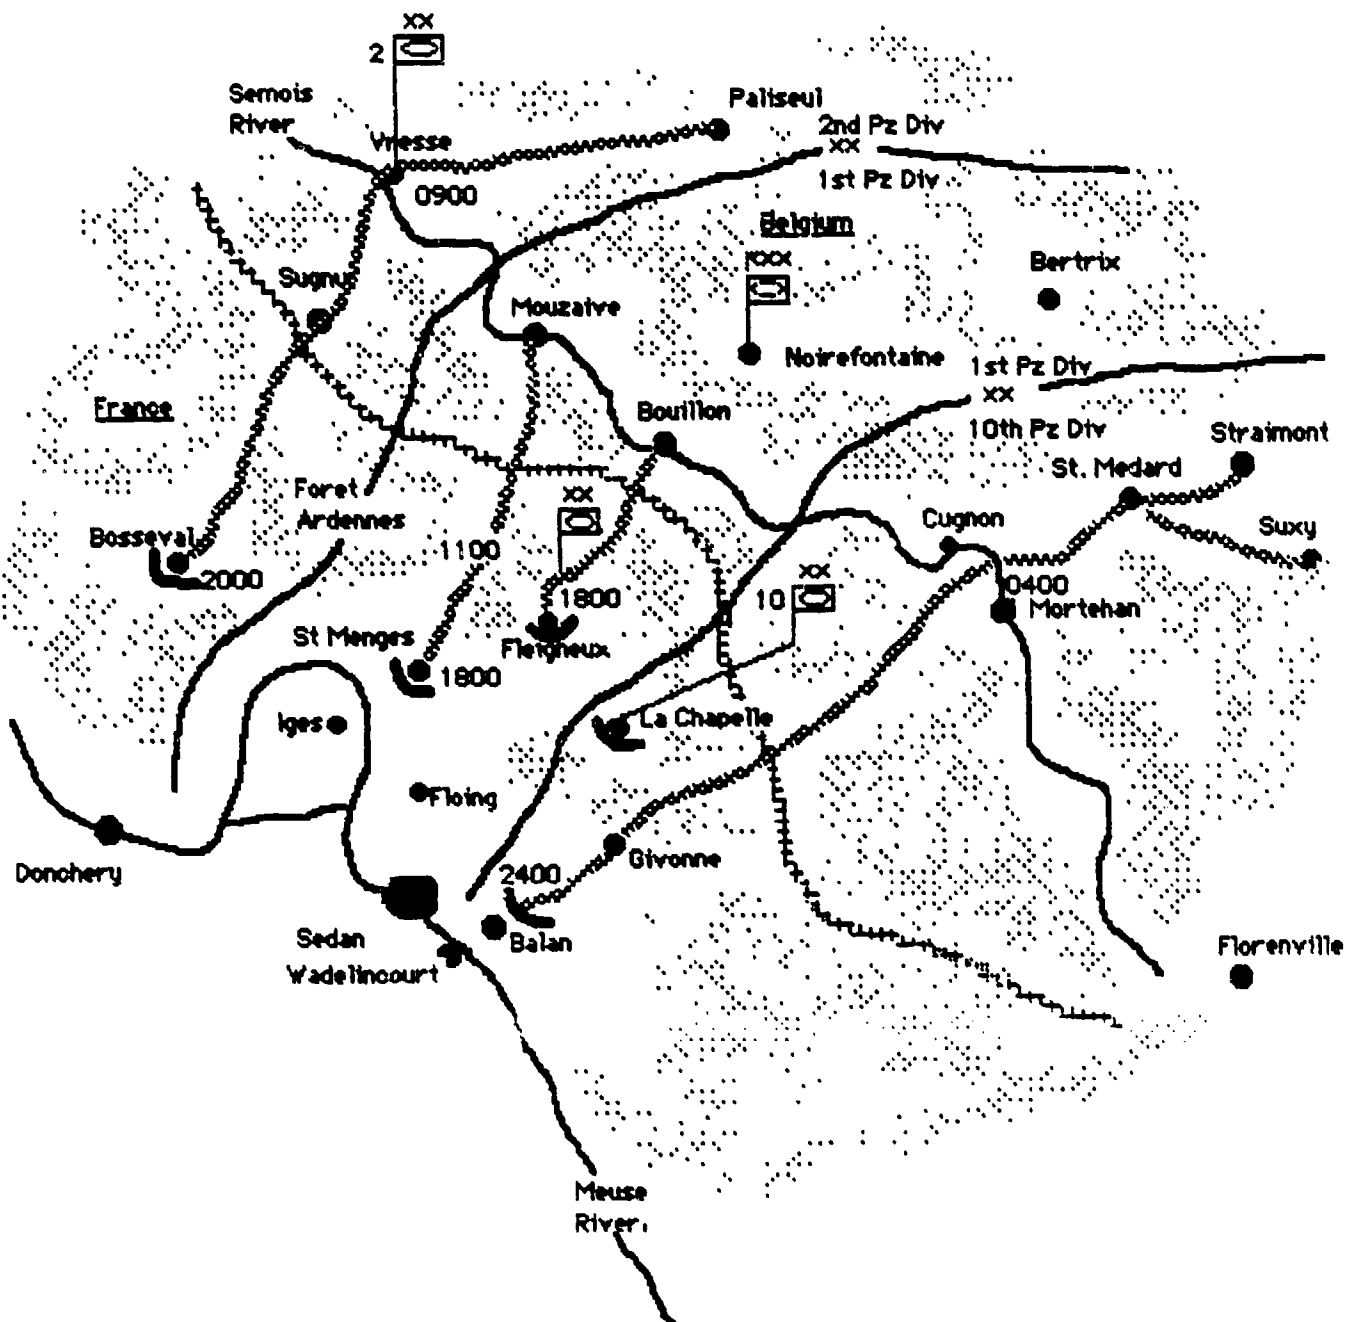 XX
2
Semois
River
Paliseul
Vresse
2nd Pz Div
XX
1st Pz Div
0900
Belgium
XXX
Bertrix
Sugnu
Mouzaive
Noirefontaine
1st Pz Div
XX
10th Pz Div
France
Bouillon
Straimont
St. Medard
Foret
Ardennes
XX
Cugnon
Suxy
Bosseval
2000
1100
1800
XX
10
0400
Mortehan
St Menges
1800
Fleigneux
Iges
La Chapelle
Floing
Donchery
Givonne
2400
Sedan
Balan
Wadelincourt
Florenville
Meuse
River.